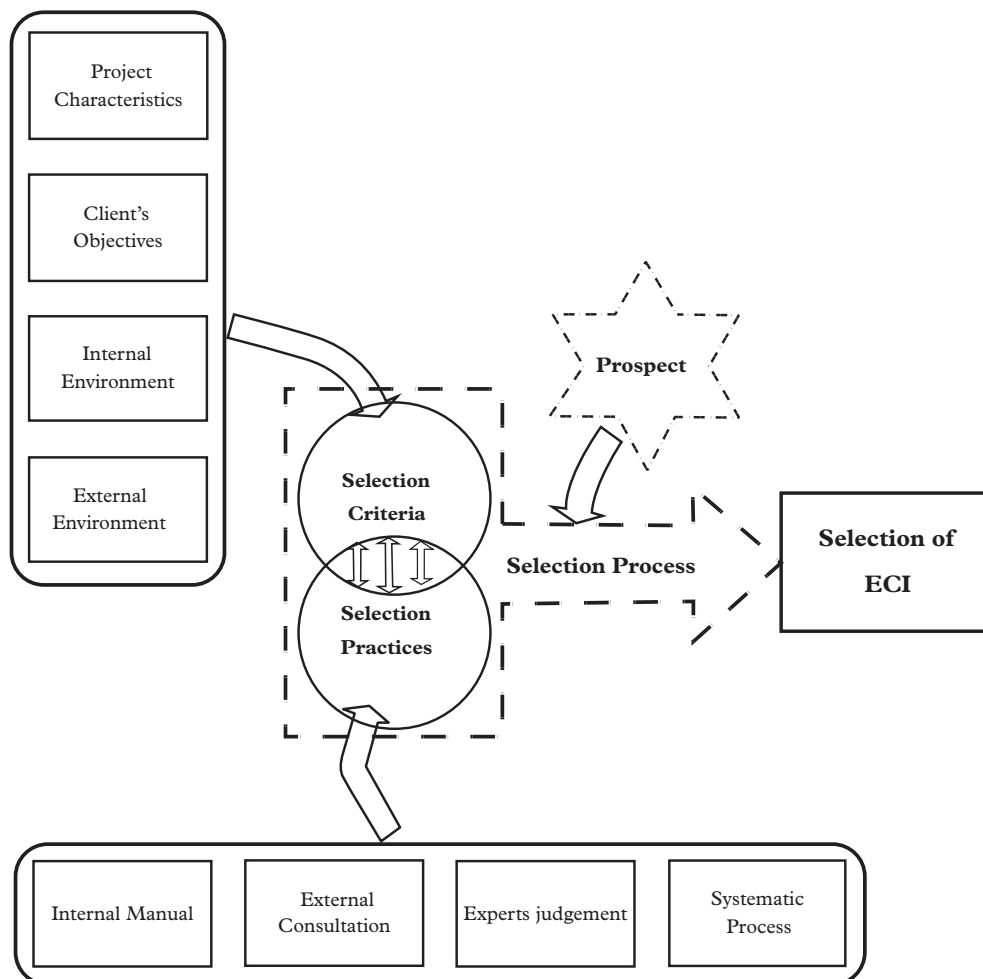 Project
Characteristics
Client’s
Objectives
Internal
Environment
External
Environment
Prospect
Selection
Criteria
Selection Process
Selection
Practices
Selection of
ECI
Internal Manual
External
Consultation
Experts judgement
Systematic
Process